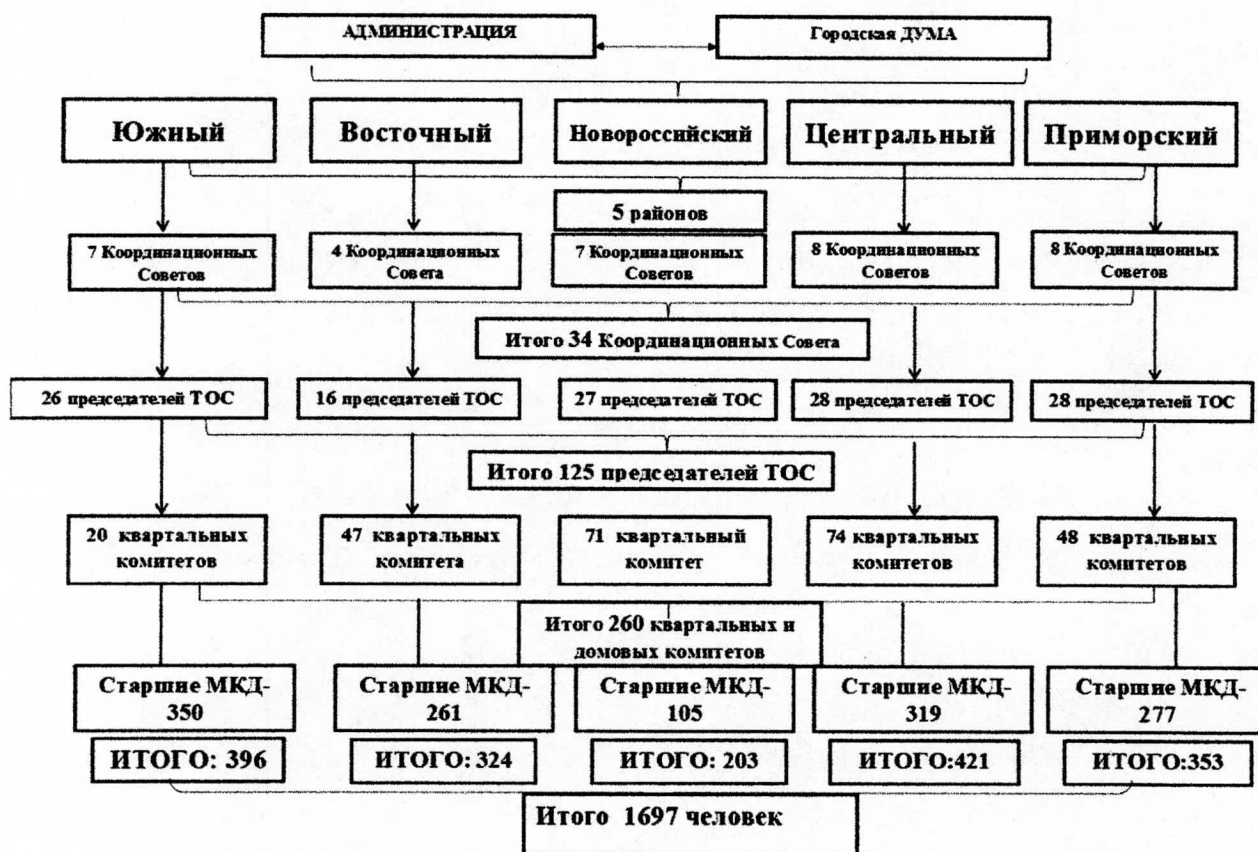 АДМИНИСТРАЦИЯ
Городская ДУМА
Южный
Восточный
Новороссийский
Центральный
Приморский
5 районов
7 Координационных
Советов
4 Координационных
Совета
7 Координационных
Советов
8 Координационных
Советов
8 Координационных
Советов
Итого 34 Координационных Совета
26 председателей ТОС
16 председателей ТОС
27 председателей ТОС
28 председателей ТОС
28 председателей ТОС
Итого 125 председателей ТОС
20 квартальных
комитетов
47 квартальных
комитета
71 квартальный
комитет
74 квартальных
комитетов
48 квартальных
комитетов
Итого 260 квартальных и
домовых комитетов
Старшие МКД-
350
Старшие МКД-
261
Старшие МКД-
105
Старшие МКД-
319
Старшие МКД-
277
ИТОГО: 396
ИТОГО: 324
ИТОГО: 203
ИТОГО:421
ИТОГО:353
Итого 1697 человек